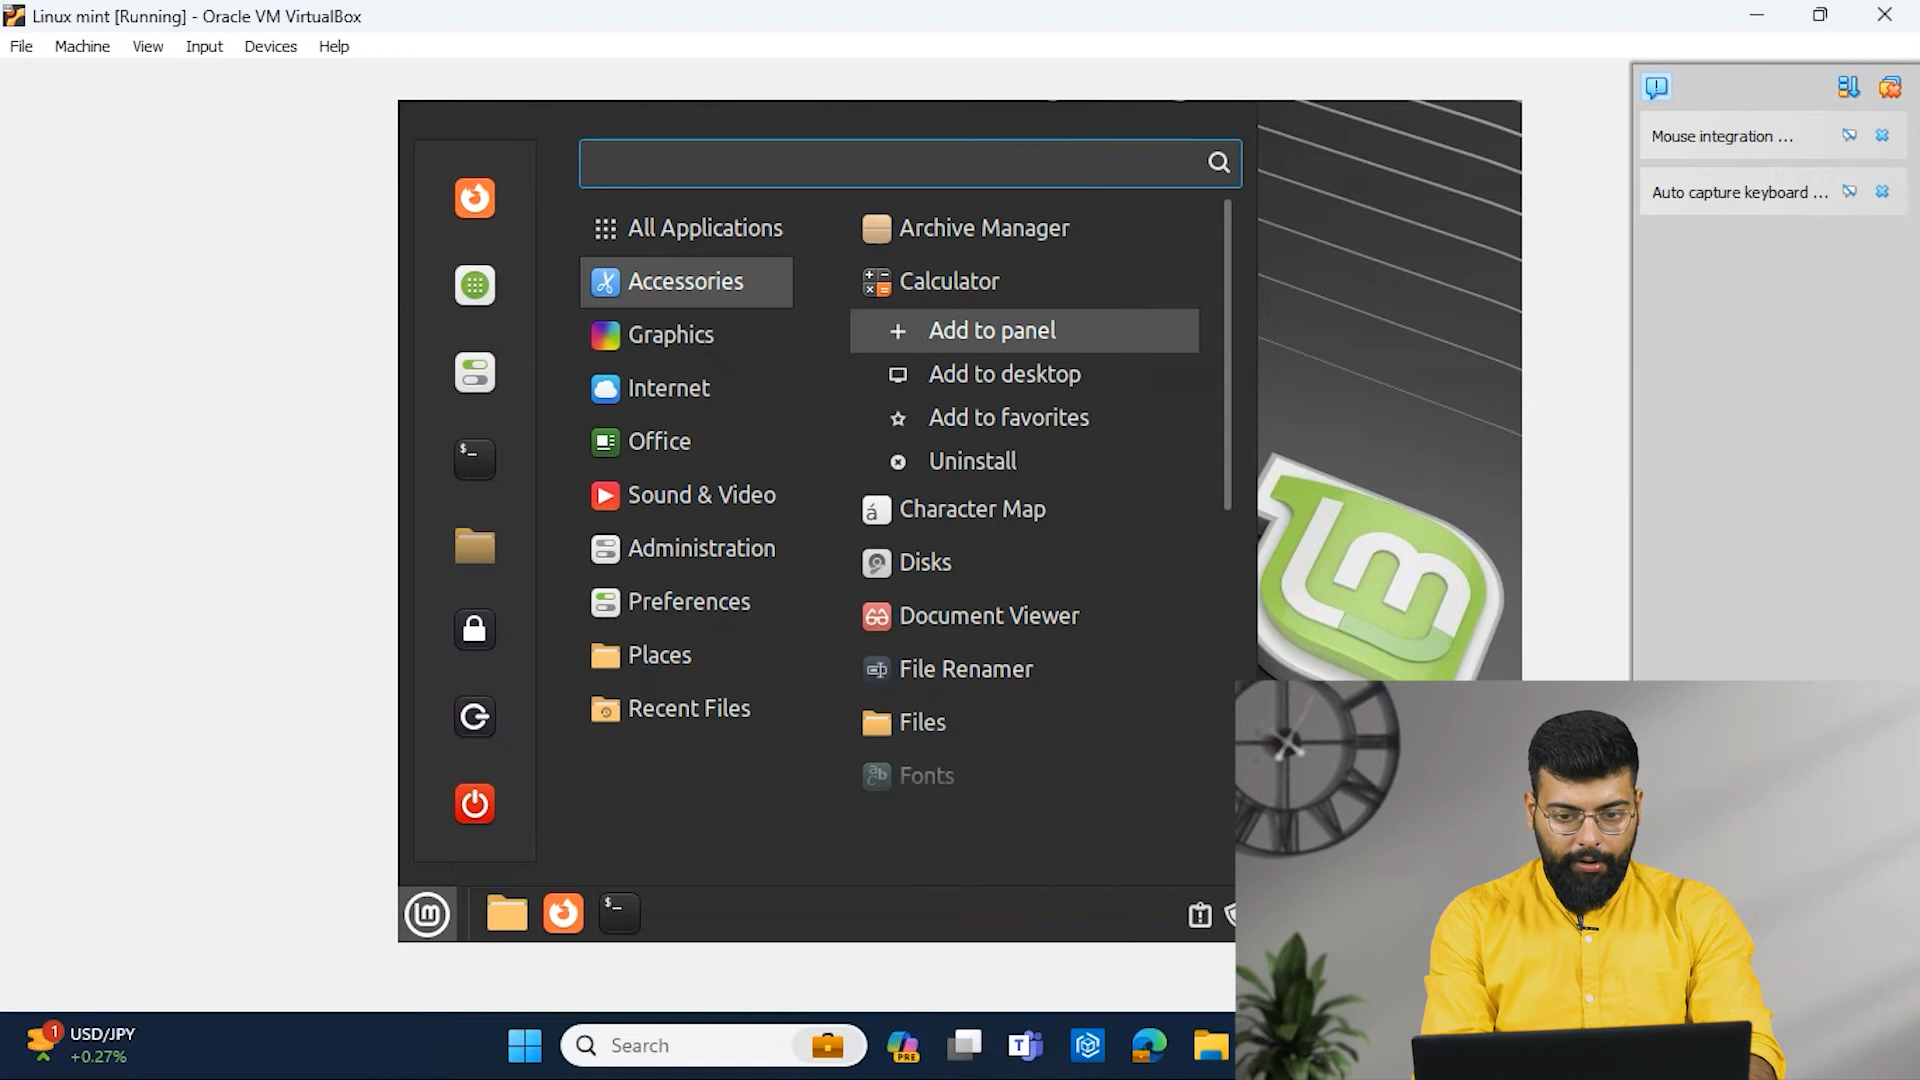 Linux mint [Running] - Oracle VM VirtualBox
File Machine View Input Devices Help
Mouse integration ...
Auto capture keyboard ...
All Applications
Accessories
Graphics
Internet
Office
Sound & Video
Administration
Preferences
Places
Recent Files
Archive Manager
Calculator
Add to panel
Add to desktop
Add to favorites
Uninstall
Character Map
Disks
Document Viewer
File Renamer
Files
Fonts
1
USD/JPY
+0.27%
Search
PRE